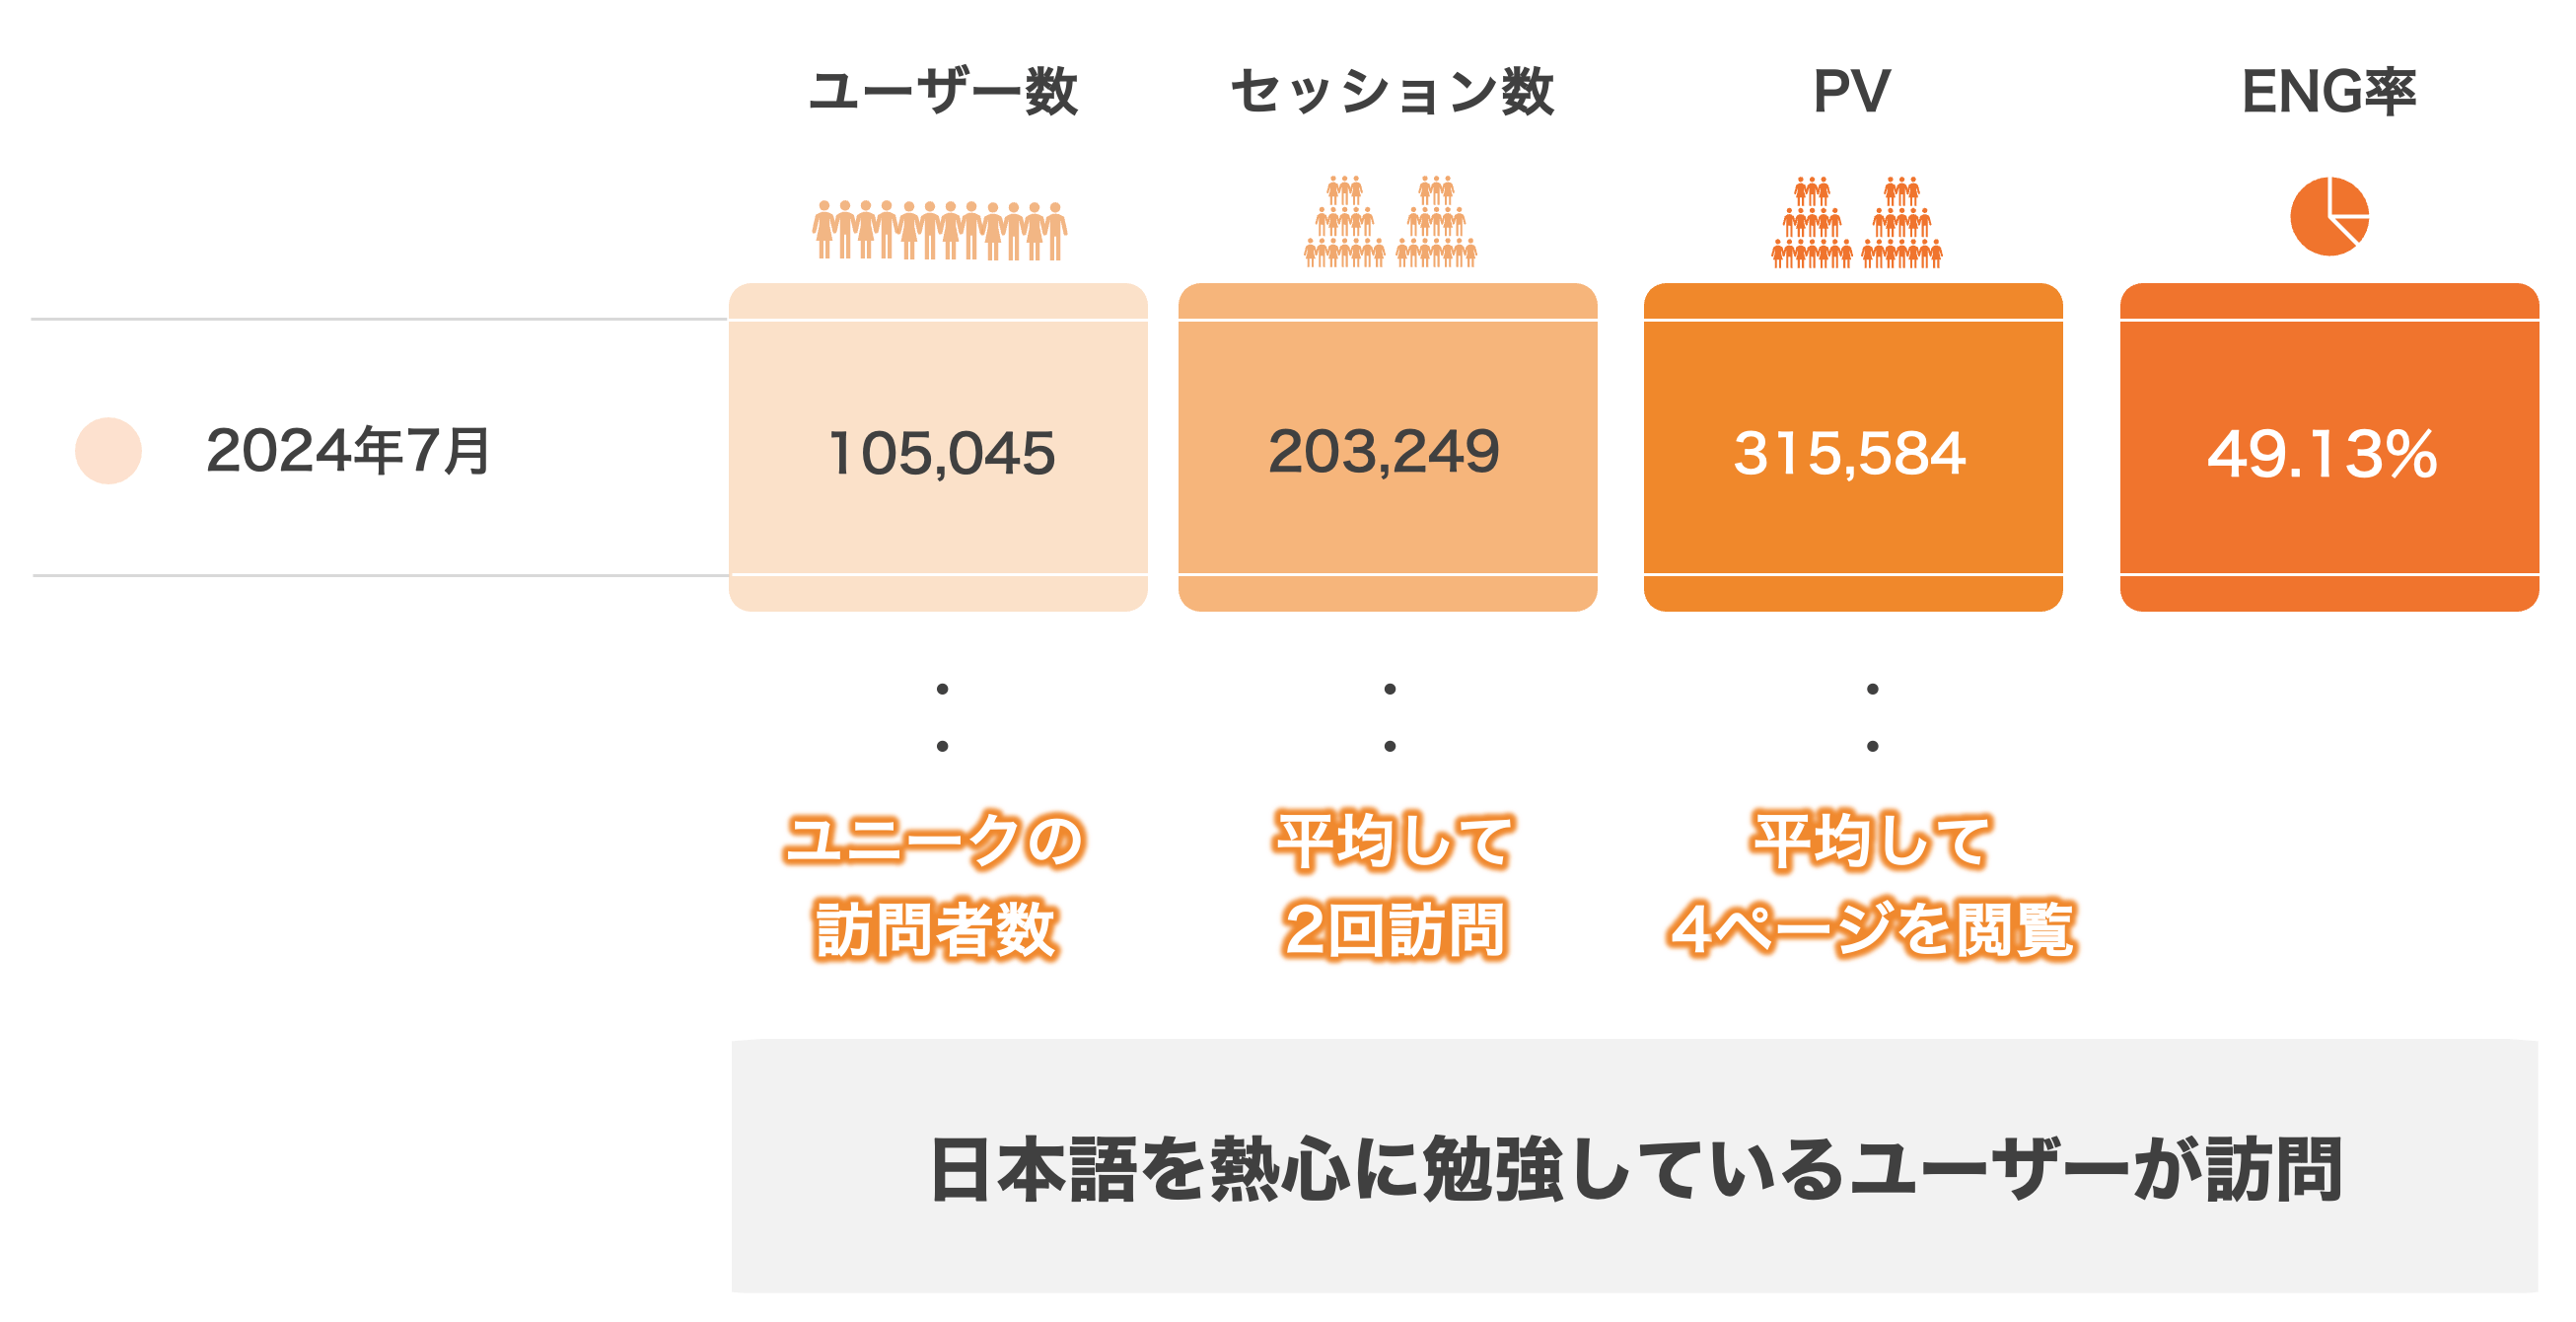 ユーザー数 セッション数 PV ENG率
2024年7月 105,045 203,249 315,584 49.13%
ユニークの 平均して 平均して
訪問者数 2回訪問 4ページを閲覧
日本語を熱心に勉強しているユーザーが訪問